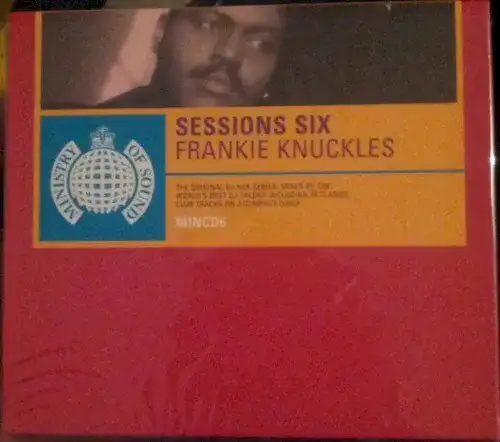 SESSIONS SIX
FRANKIE KNUCKLES
MINISTRY OF SOUND
THE ORIGINAL DJ MIX SERIES. MIXED BY THE
WORLD'S BEST DJ TALENT. INCLUDING CLASSIC
CLUB TRACKS ON 2 COMPACT DISCS
MINCD6